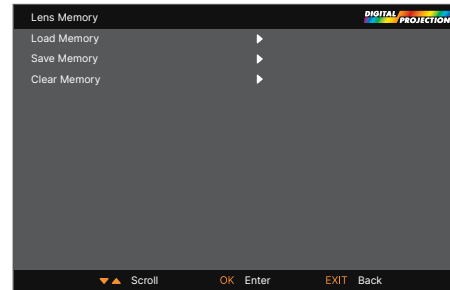 Lens Memory
DIGITAL PROJECTION
Load Memory
Save Memory
Clear Memory
Scroll OK Enter EXIT Back